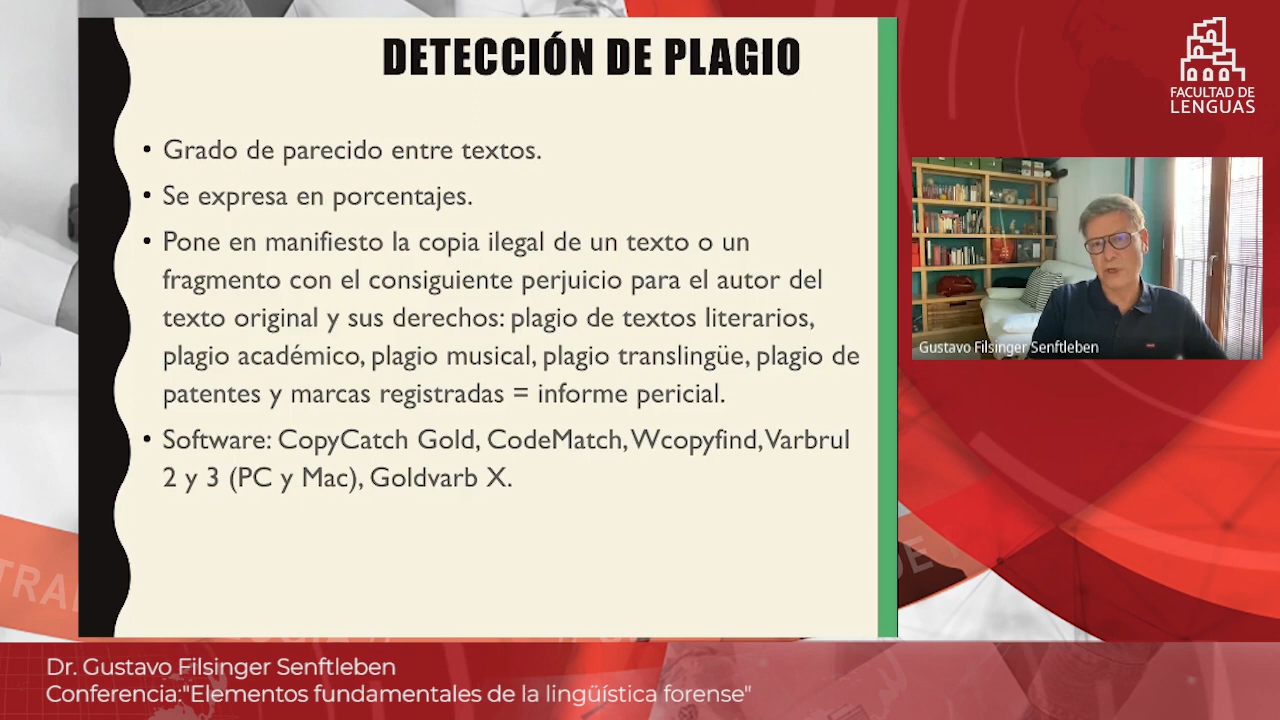 DETECCIÓN DE PLAGIO
• Grado de parecido entre textos.
• Se expresa en porcentajes.
• Pone en manifiesto la copia ilegal de un texto o un
fragmento con el consiguiente perjuicio para el autor del
texto original y sus derechos: plagio de textos literarios,
plagio académico, plagio musical, plagio translingüe, plagio de
patentes y marcas registradas = informe pericial.
• Software: CopyCatch Gold, CodeMatch, Wcopyfind, Varbrul
2 y 3 (PC y Mac), Goldvarb X.
FACULTAD DE
LENGUAS
Gustavo Filsinger Senftleben
Dr. Gustavo Filsinger Senftleben
Conferencia:"Elementos fundamentales de la lingüística forense"